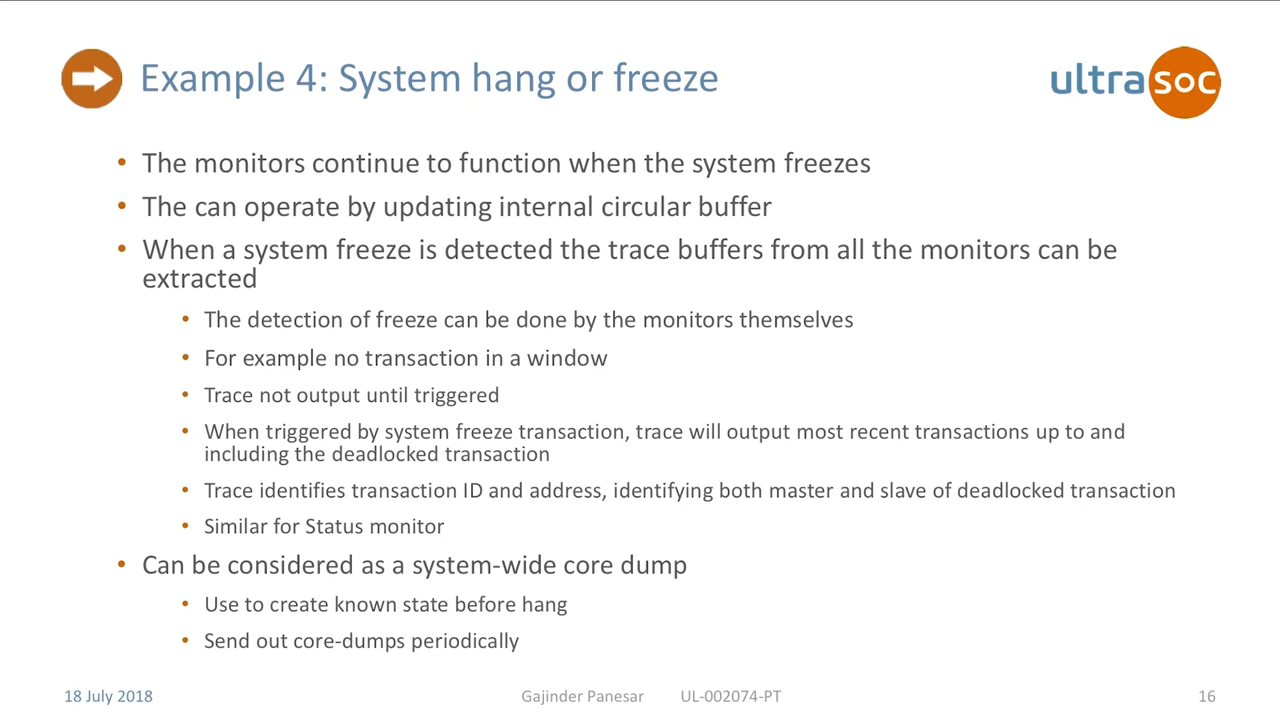 Example 4: System hang or freeze
ultrasoc
• The monitors continue to function when the system freezes
• The can operate by updating internal circular buffer
• When a system freeze is detected the trace buffers from all the monitors can be
extracted
• The detection of freeze can be done by the monitors themselves
• For example no transaction in a window
• Trace not output until triggered
• When triggered by system freeze transaction, trace will output most recent transactions up to and
including the deadlocked transaction
• Trace identifies transaction ID and address, identifying both master and slave of deadlocked transaction
• Similar for Status monitor
• Can be considered as a system-wide core dump
• Use to create known state before hang
• Send out core-dumps periodically
18 July 2018 Gajinder Panesar UL-002074-PT 16